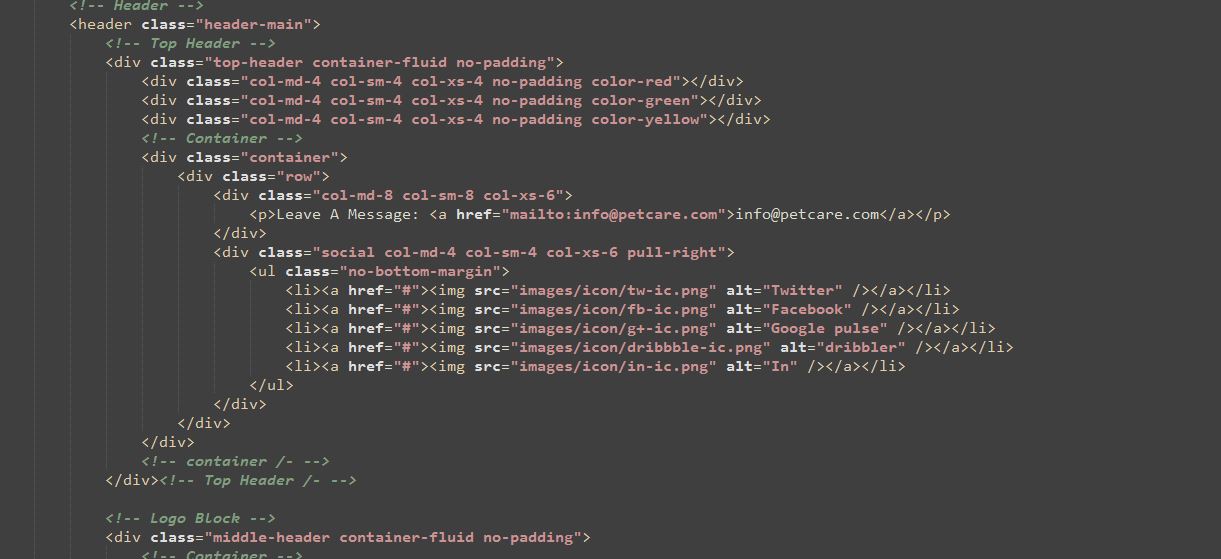 <!-- Header -->
<header class="header-main">
<!-- Top Header -->
<div class="top-header container-fluid no-padding">
<div class="col-md-4 col-sm-4 col-xs-4 no-padding color-red"></div>
<div class="col-md-4 col-sm-4 col-xs-4 no-padding color-green"></div>
<div class="col-md-4 col-sm-4 col-xs-4 no-padding color-yellow"></div>
<!-- Container -->
<div class="container">
<div class="row">
<div class="col-md-8 col-sm-8 col-xs-6">
<p>Leave A Message: <a href="mailto:info@petcare.com">info@petcare.com</a></p>
</div>
<div class="social col-md-4 col-sm-4 col-xs-6 pull-right">
<ul class="no-bottom-margin">
<li><a href="#"><img src="images/icon/tw-ic.png" alt="Twitter" /></a></li>
<li><a href="#"><img src="images/icon/fb-ic.png" alt="Facebook" /></a></li>
<li><a href="#"><img src="images/icon/g+-ic.png" alt="Google pulse" /></a></li>
<li><a href="#"><img src="images/icon/dribbble-ic.png" alt="dribbler" /></a></li>
<li><a href="#"><img src="images/icon/in-ic.png" alt="In" /></a></li>
</ul>
</div>
</div>
</div>
<!-- container /- -->
</div><!-- Top Header /- -->
<!-- Logo Block -->
<div class="middle-header container-fluid no-padding">
<!-- Container -->